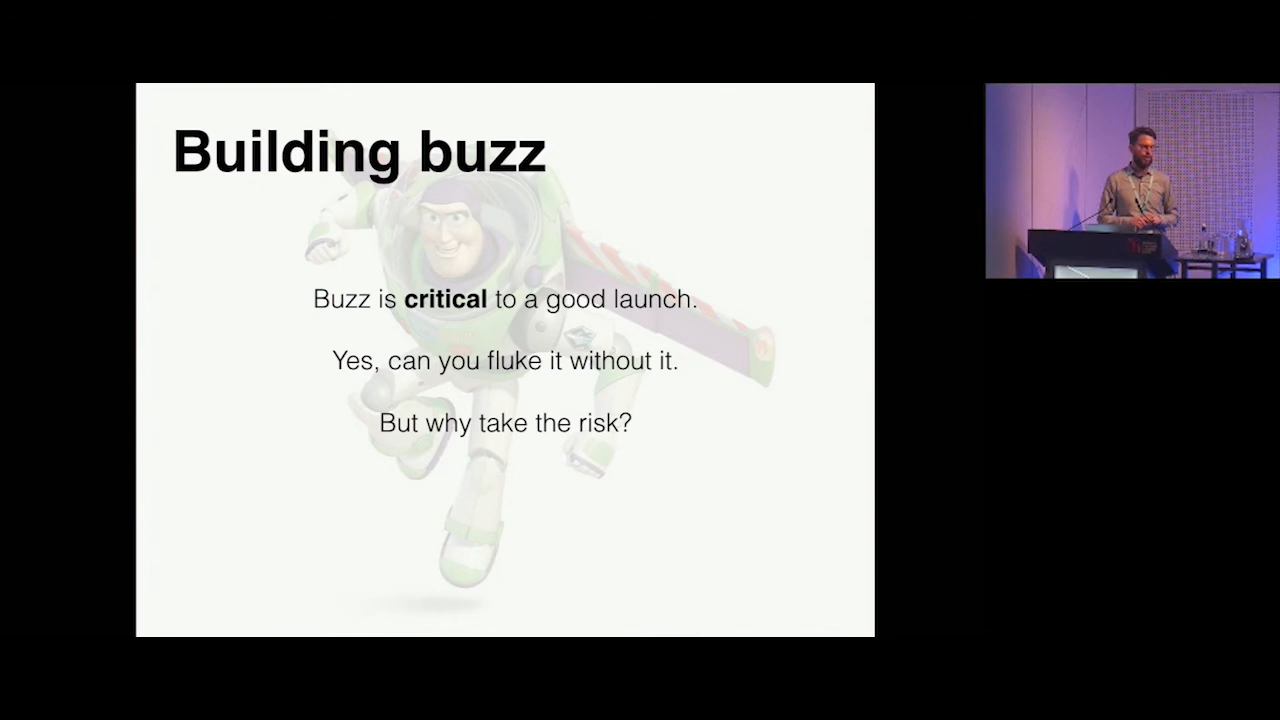 Building buzz
Buzz is critical to a good launch.
Yes, can you fluke it without it.
But why take the risk?